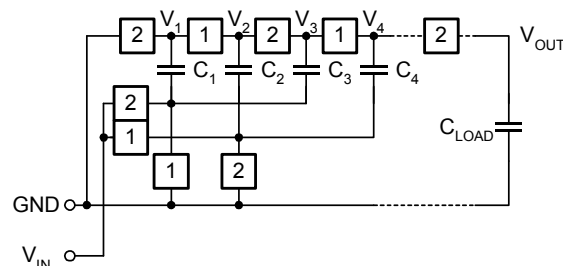 V1 V2 V3 V4
2 1 2 1 2 VOUT
C1 C2 C3 C4
2
1 CLOAD
1 2
GND
VIN